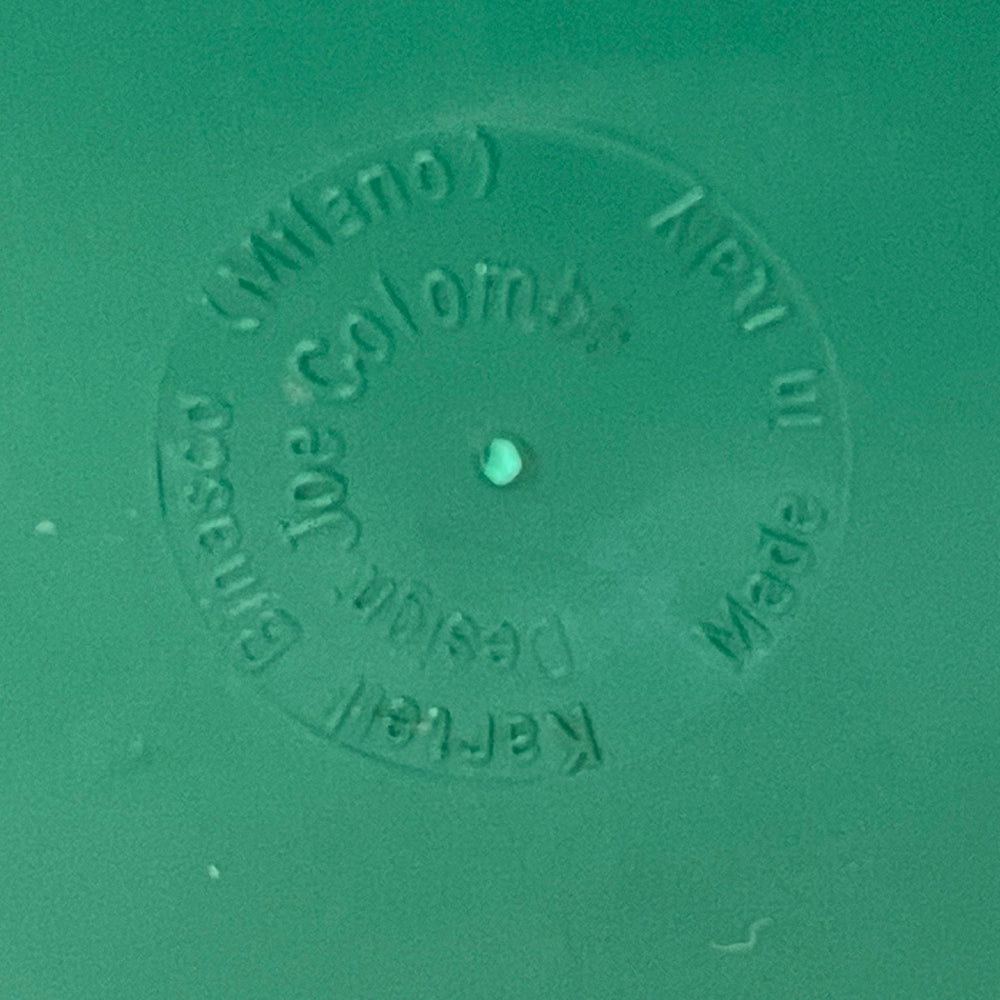 Kartell Binasco (Milano)
Made in Italy
Design Joe Colombo